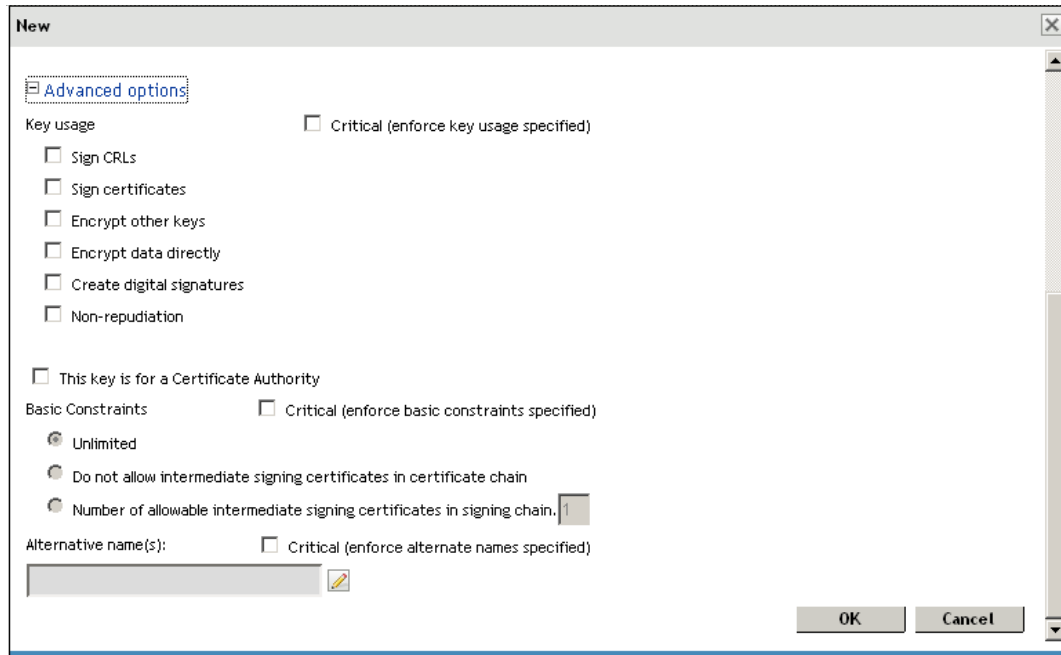 New
Advanced options
Key usage Critical (enforce key usage specified)
Sign CRLs
Sign certificates
Encrypt other keys
Encrypt data directly
Create digital signatures
Non-repudiation
This key is for a Certificate Authority
Basic Constraints Critical (enforce basic constraints specified)
Unlimited
Do not allow intermediate signing certificates in certificate chain
Number of allowable intermediate signing certificates in signing chain. 1
Alternative name(s): Critical (enforce alternate names specified)
OK Cancel